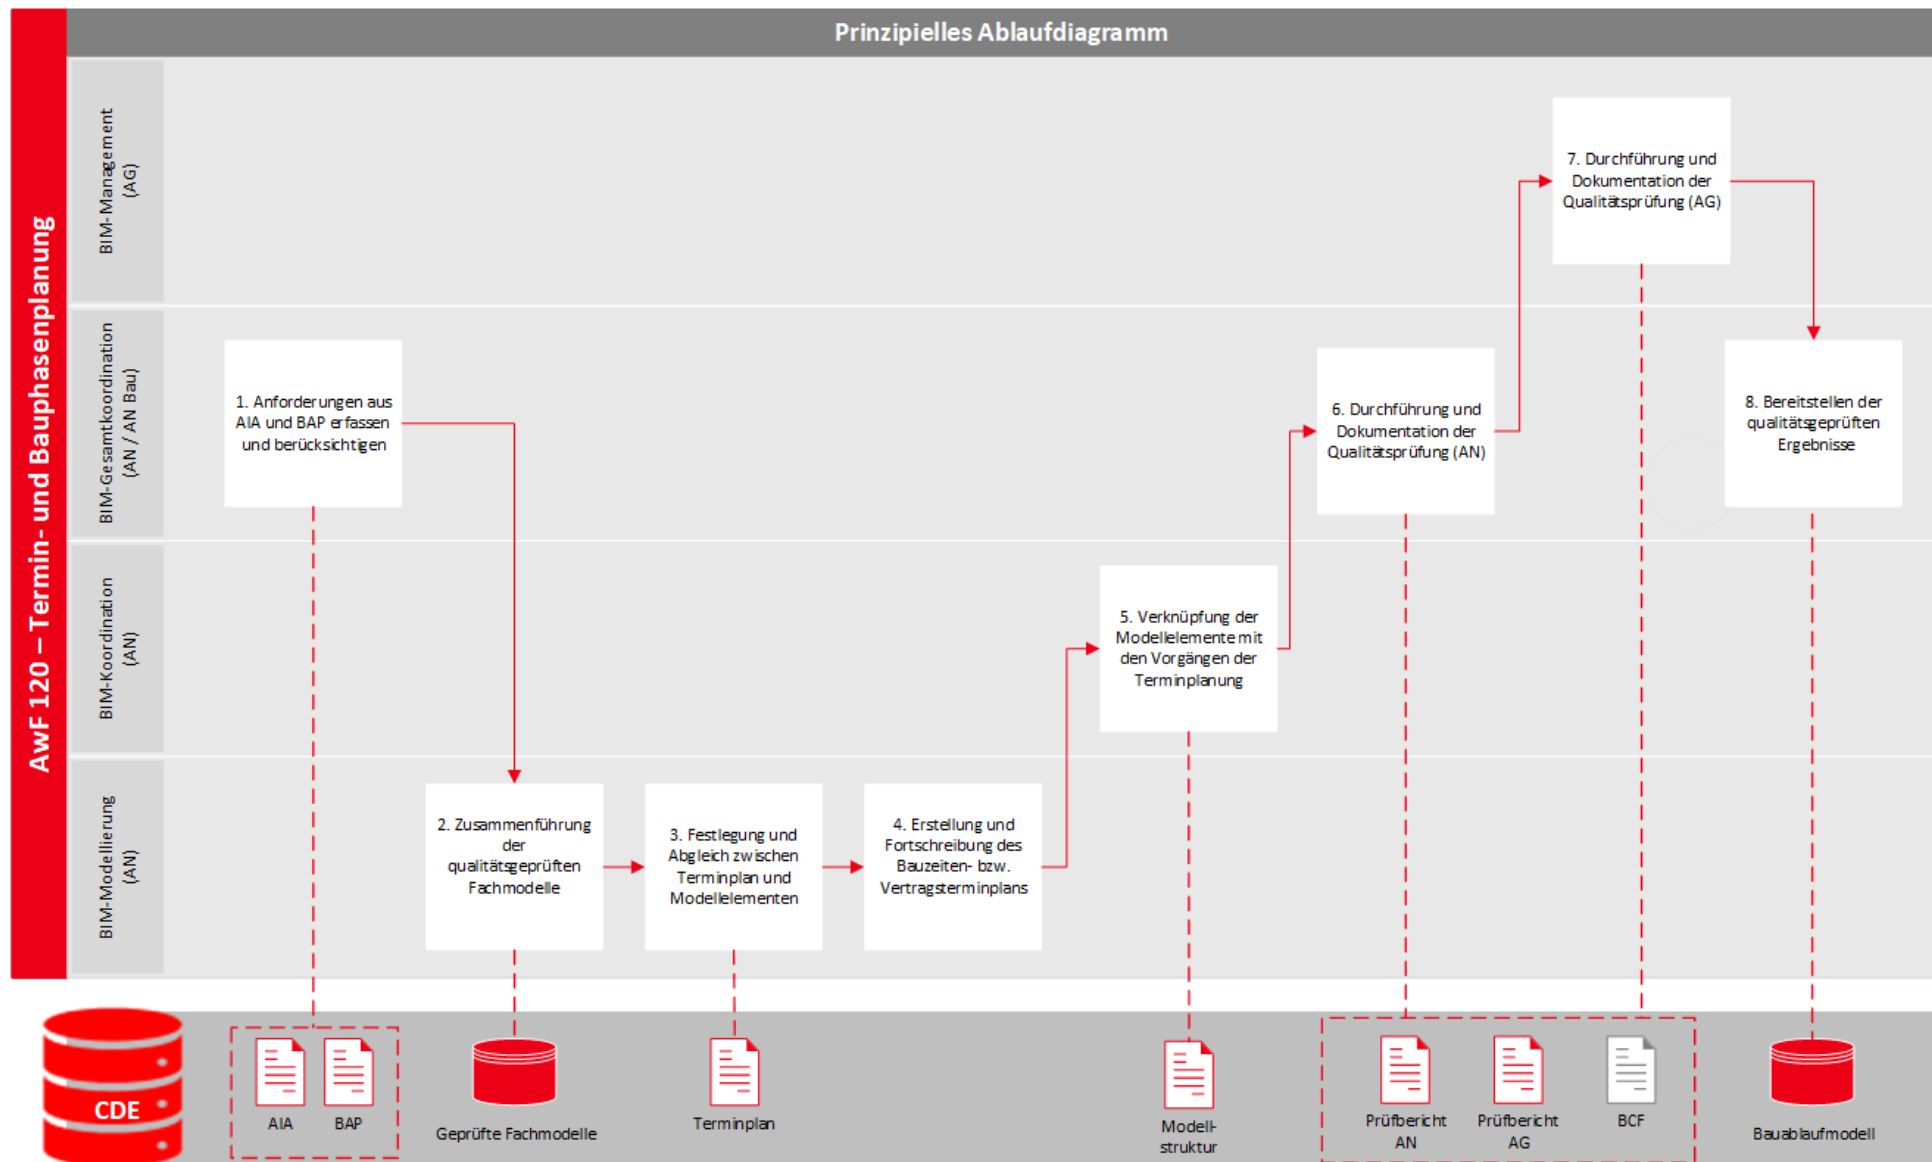 Prinzipielles Ablaufdiagramm
AwF 120 – Termin- und Bauphasenplanung
BIM-Management
(AG)
7. Durchführung und
Dokumentation der
Qualitätsprüfung (AG)
BIM-Gesamtkoordination
(AN / AN Bau)
1. Anforderungen aus
AIA und BAP erfassen
und berücksichtigen
6. Durchführung und
Dokumentation der
Qualitätsprüfung (AN)
8. Bereitstellen der
qualitätsgeprüften
Ergebnisse
BIM-Koordination
(AN)
5. Verknüpfung der
Modellelemente mit
den Vorgängen der
Terminplanung
BIM-Modellierung
(AN)
2. Zusammenführung
der
qualitätsgeprüften
Fachmodelle
3. Festlegung und
Abgleich zwischen
Terminplan und
Modellelementen
4. Erstellung und
Fortschreibung des
Bauzeiten- bzw.
Vertragsterminplans
CDE
AIA
BAP
Geprüfte Fachmodelle
Terminplan
Modell-
struktur
Prüfbericht
AN
Prüfbericht
AG
BCF
Bauablaufmodell